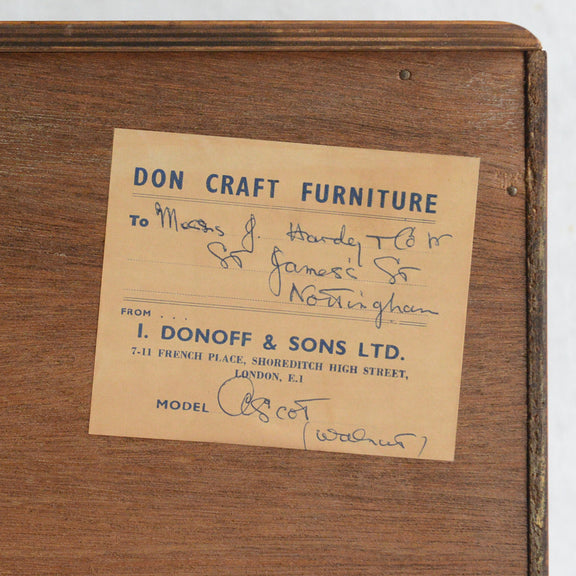 DON CRAFT FURNITURE
TO Messrs J. Hardy & Co
St James's St
Nottingham
FROM ...
I. DONOFF & SONS LTD.
7-11 FRENCH PLACE, SHOREDITCH HIGH STREET,
LONDON, E.1
MODEL Ascot
(walnut)